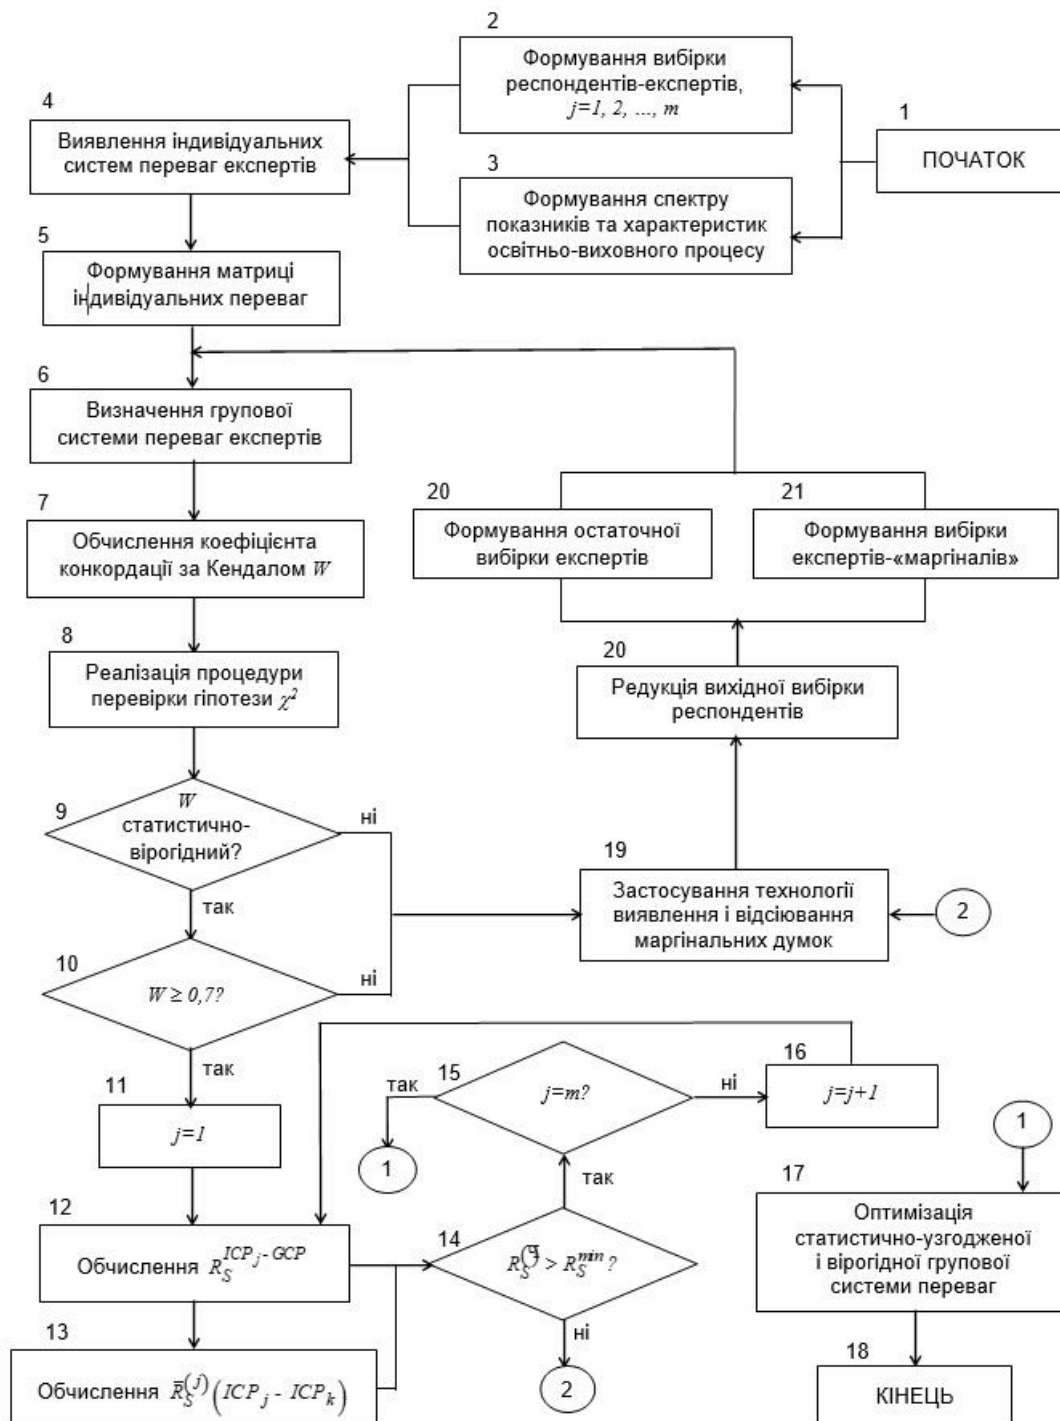 1
ПОЧАТОК
2
Формування вибірки
респондентів-експертів,
j=1, 2, ..., m
3
Формування спектру
показників та характеристик
освітньо-виховного процесу
4
Виявлення індивідуальних
систем переваг експертів
5
Формування матриці
індивідуальних переваг
6
Визначення групової
системи переваг експертів
7
Обчислення коефіцієнта
конкордації за Кендалом W
8
Реалізація процедури
перевірки гіпотези χ²
9
W
статистично-
вірогідний?
ні
так
10
W ≥ 0,7?
ні
так
11
j=1
12
Обчислення R_S^{ICP_j - GCP}
13
Обчислення R̄_S^{(j)} (ICP_j - ICP_k)
14
> R_S^{min} ?
так
ні
2
15
j=m?
так
1
ні
16
j=j+1
1
17
Оптимізація
статистично-узгодженої
і вірогідної групової
системи переваг
18
КІНЕЦЬ
19
Застосування технології
виявлення і відсіювання
маргінальних думок
2
20
Редукція вихідної вибірки
респондентів
20
Формування остаточної
вибірки експертів
21
Формування вибірки
експертів-«маргіналів»